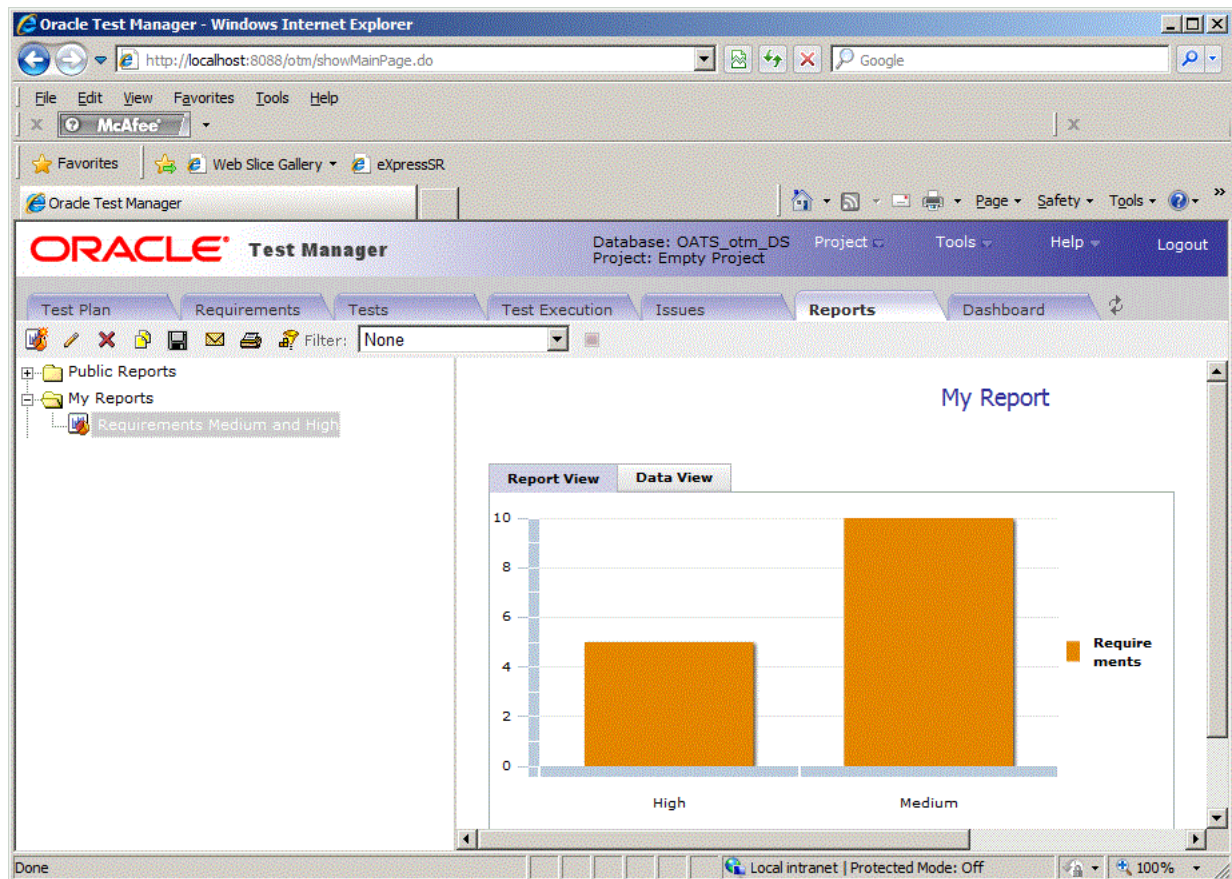 Oracle Test Manager - Windows Internet Explorer
http://localhost:8088/otm/showMainPage.do
Google
File Edit View Favorites Tools Help
McAfee
Favorites Web Slice Gallery eXpressSR
Oracle Test Manager
Page Safety Tools
ORACLE Test Manager
Database: OATS_otm_DS
Project: Empty Project
Project Tools Help Logout
Test Plan Requirements Tests Test Execution Issues Reports Dashboard
Filter: None
Public Reports
My Reports
Requirements Medium and High
My Report
Report View Data View
10
8
6
4
2
0
High Medium
Require
ments
Done
Local intranet | Protected Mode: Off
100%